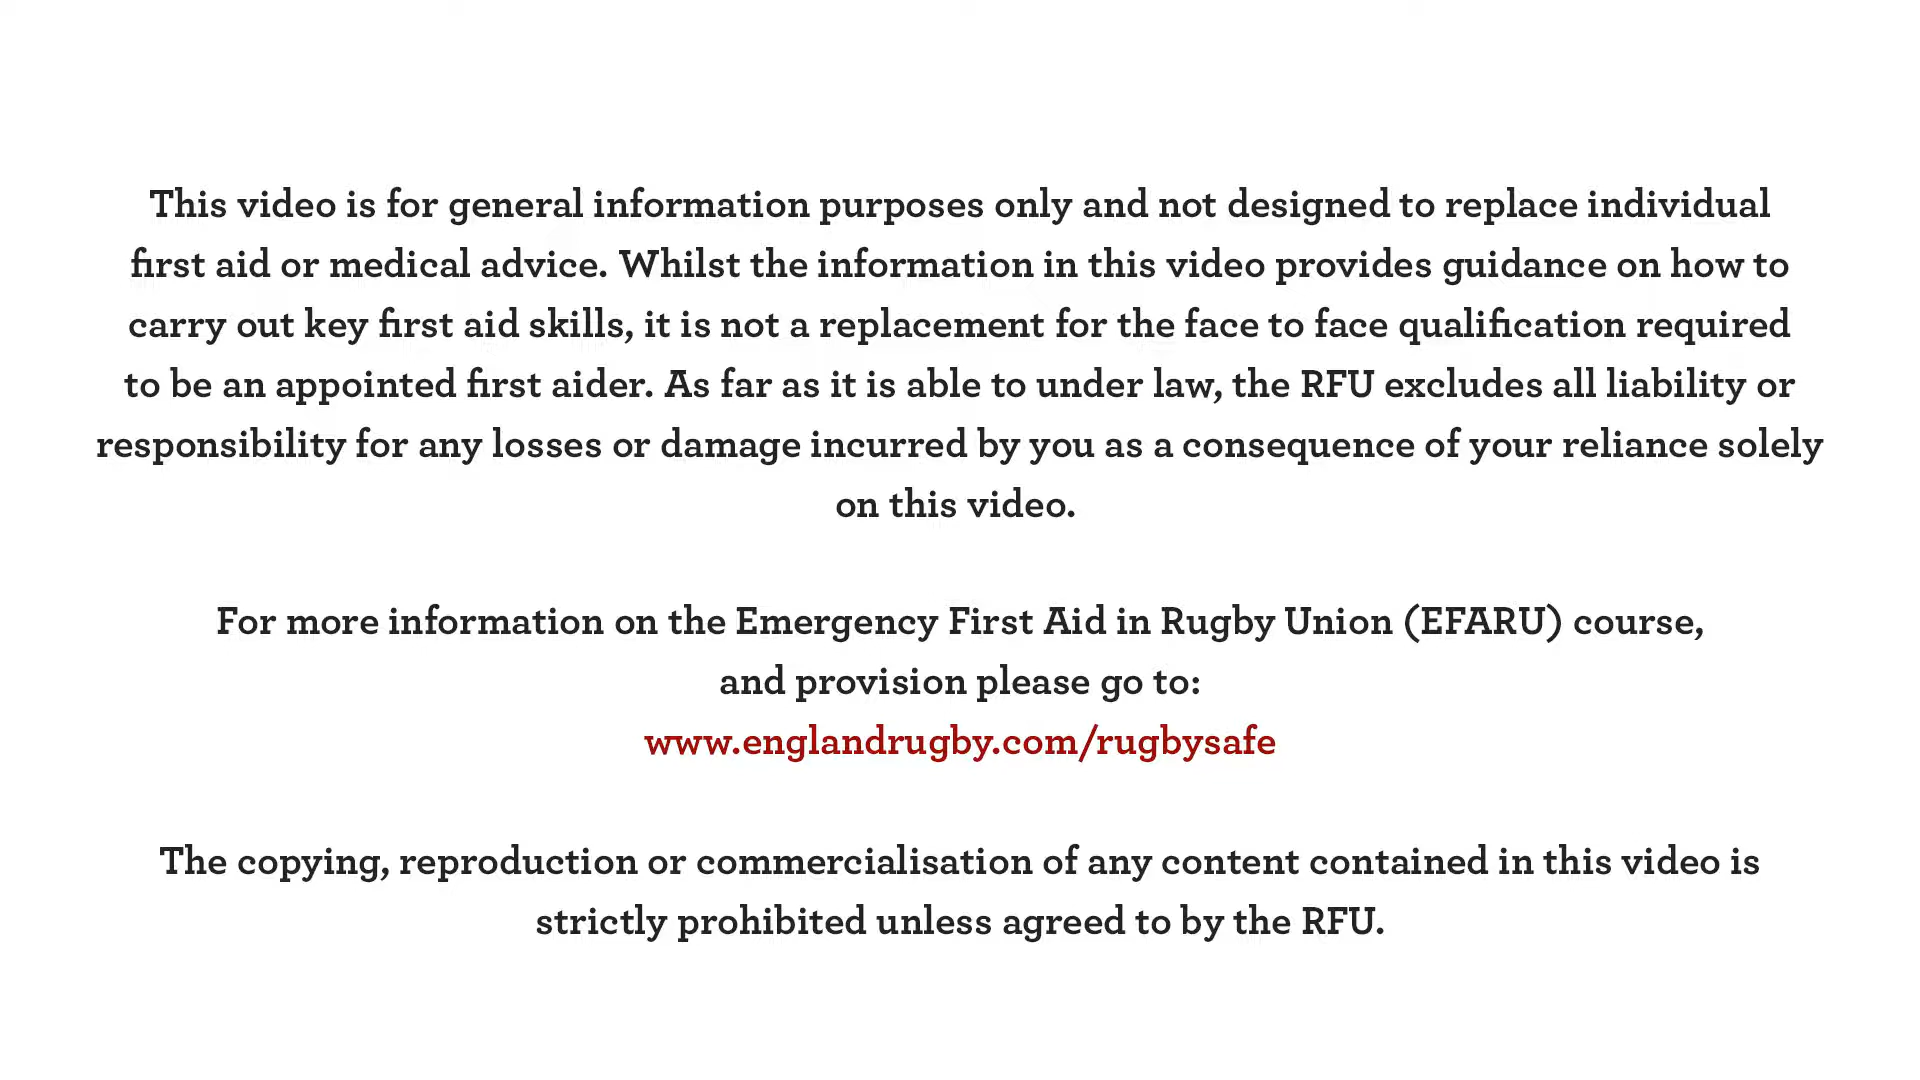 This video is for general information purposes only and not designed to replace individual
first aid or medical advice. Whilst the information in this video provides guidance on how to
carry out key first aid skills, it is not a replacement for the face to face qualification required
to be an appointed first aider. As far as it is able to under law, the RFU excludes all liability or
responsibility for any losses or damage incurred by you as a consequence of your reliance solely
on this video.
For more information on the Emergency First Aid in Rugby Union (EFARU) course,
and provision please go to:
www.englandrugby.com/rugbysafe
The copying, reproduction or commercialisation of any content contained in this video is
strictly prohibited unless agreed to by the RFU.